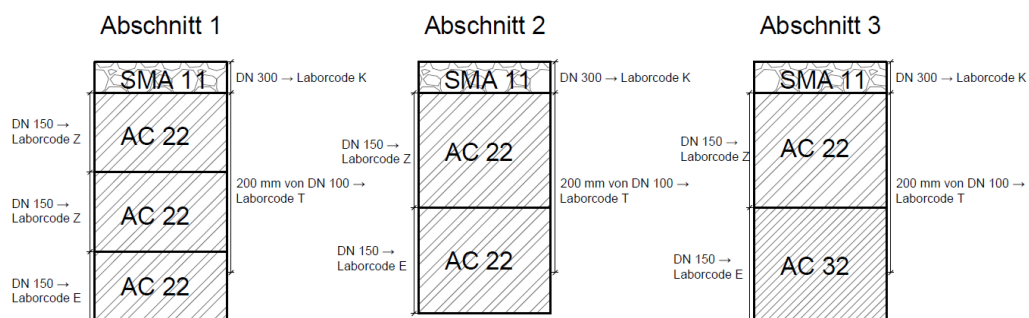 Abschnitt 1
SMA 11
DN 300 → Laborcode K
DN 150 →
Laborcode Z
AC 22
DN 150 →
Laborcode Z
AC 22
200 mm von DN 100 →
Laborcode T
DN 150 →
Laborcode E
AC 22
Abschnitt 2
SMA 11
DN 300 → Laborcode K
DN 150 →
Laborcode Z
AC 22
200 mm von DN 100 →
Laborcode T
DN 150 →
Laborcode E
AC 22
Abschnitt 3
SMA 11
DN 300 → Laborcode K
DN 150 →
Laborcode Z
AC 22
200 mm von DN 100 →
Laborcode T
DN 150 →
Laborcode E
AC 32